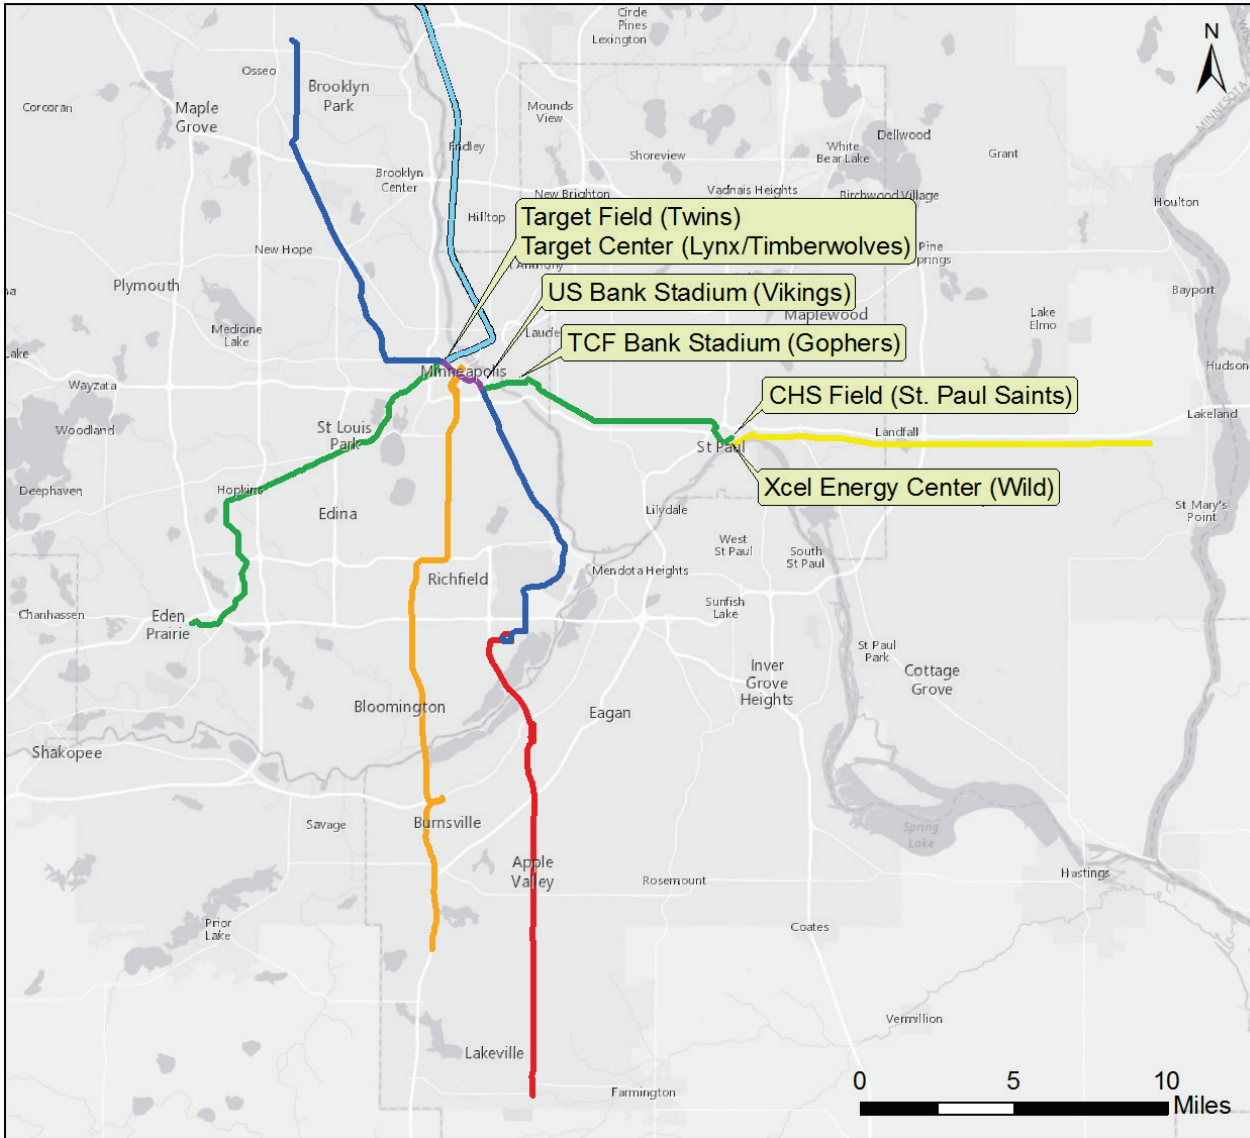 Circle
Pines
Lexington
N
Osseo
Brooklyn
Park
Corcoran
Maple
Grove
Mounds
View
MINNESOTA
Fridley
Shoreview
White
Bear Lake
Dellwood
Grant
Brooklyn
Center
New Brighton
Vadnais Heights
Birchwood Village
Houlton
Hilltop
Target Field (Twins)
Target Center (Lynx/Timberwolves)
New Hope
Anthony
Pine
Springs
Plymouth
US Bank Stadium (Vikings)
Bayport
Medicine
Lake
Maplewood
Lake
Elmo
Laude
TCF Bank Stadium (Gophers)
Lake
Wayzata
Minneapolis
Hudson
CHS Field (St. Paul Saints)
Woodland
St Louis
Park
St Paul
Landfall
Lakeland
Deephaven
Hopkins
Edina
Xcel Energy Center (Wild)
Lilydale
St Mary's
Point
West
St Paul
South
St Paul
Richfield
Mendota Heights
Sunfish
Lake
Chanhassen
Eden
Prairie
St Paul
Park
Cottage
Grove
Inver
Grove
Heights
Bloomington
Eagan
Shakopee
Savage
Burnsville
Spring
Lake
Apple
Valley
Rosemount
Hastings
Prior
Lake
Coates
Vermillion
Lakeville
Farmington
0 5 10
Miles